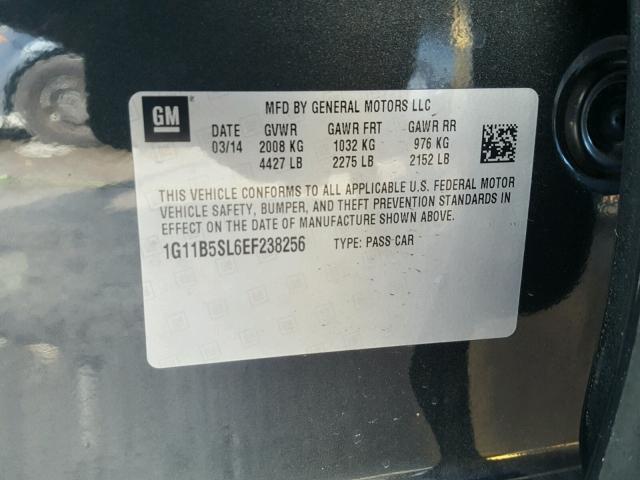 GM MFD BY GENERAL MOTORS LLC
DATE GVWR GAWR FRT GAWR RR
03/14 2008 KG 1032 KG 976 KG
4427 LB 2275 LB 2152 LB
THIS VEHICLE CONFORMS TO ALL APPLICABLE U.S. FEDERAL MOTOR
VEHICLE SAFETY, BUMPER, AND THEFT PREVENTION STANDARDS IN
EFFECT ON THE DATE OF MANUFACTURE SHOWN ABOVE.
1G11B5SL6EF238256 TYPE: PASS CAR